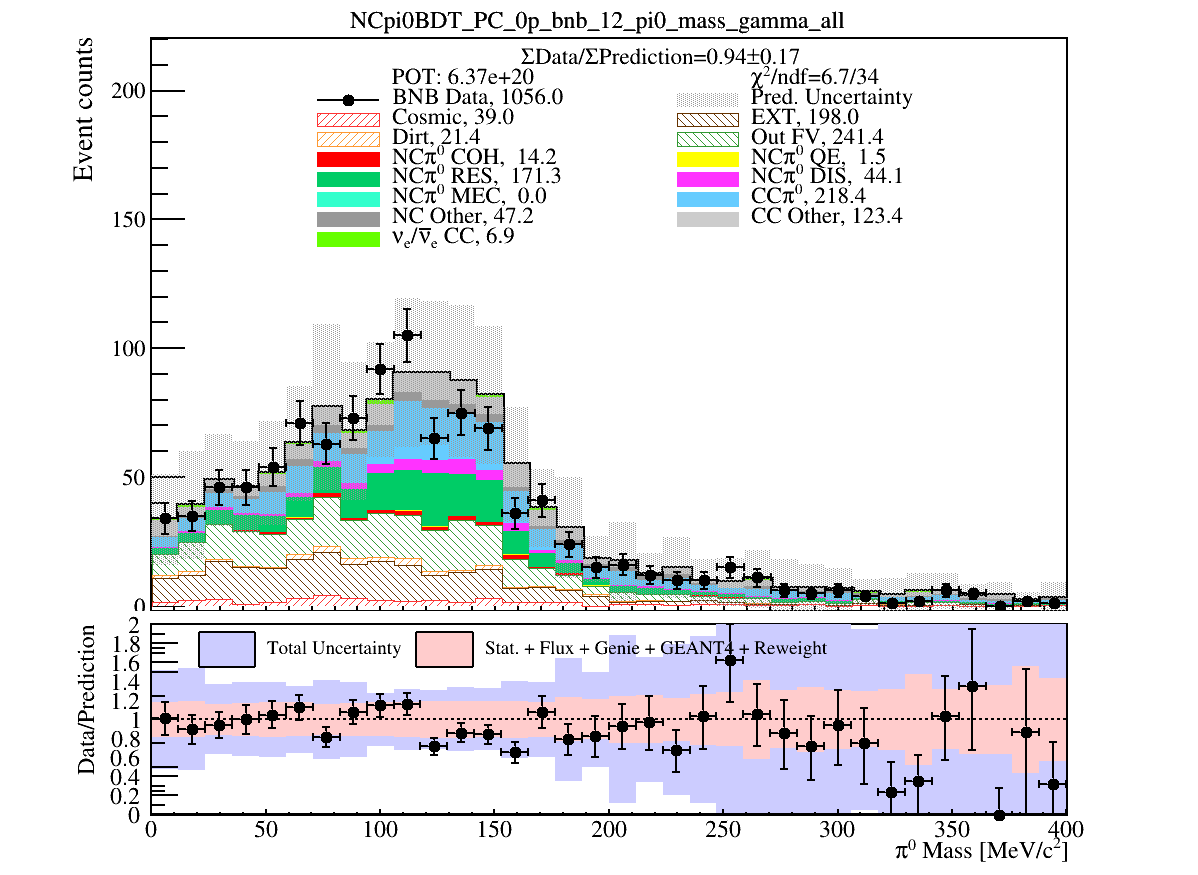 NCpi0BDT_PC_0p_bnb_12_pi0_mass_gamma_all
Event counts
ΣData/ΣPrediction=0.94±0.17
POT: 6.37e+20
χ²/ndf=6.7/34
BNB Data, 1056.0
Pred. Uncertainty
Cosmic, 39.0
EXT, 198.0
Dirt, 21.4
Out FV, 241.4
NCπ⁰ COH, 14.2
NCπ⁰ QE, 1.5
NCπ⁰ RES, 171.3
NCπ⁰ DIS, 44.1
NCπ⁰ MEC, 0.0
CCπ⁰, 218.4
NC Other, 47.2
CC Other, 123.4
νₑ/ν̅ₑ CC, 6.9
200
150
100
50
0
Data/Prediction
Total Uncertainty
Stat. + Flux + Genie + GEANT4 + Reweight
2
1.8
1.6
1.4
1.2
1
0.8
0.6
0.4
0.2
0
0 50 100 150 200 250 300 350 400
π⁰ Mass [MeV/c²]